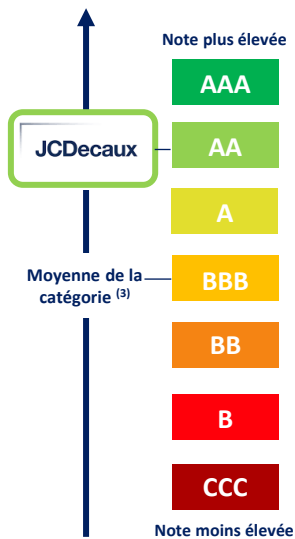 Note plus élevée
AAA
JCDecaux
AA
A
Moyenne de la
catégorie (3)
BBB
BB
B
CCC
Note moins élevée